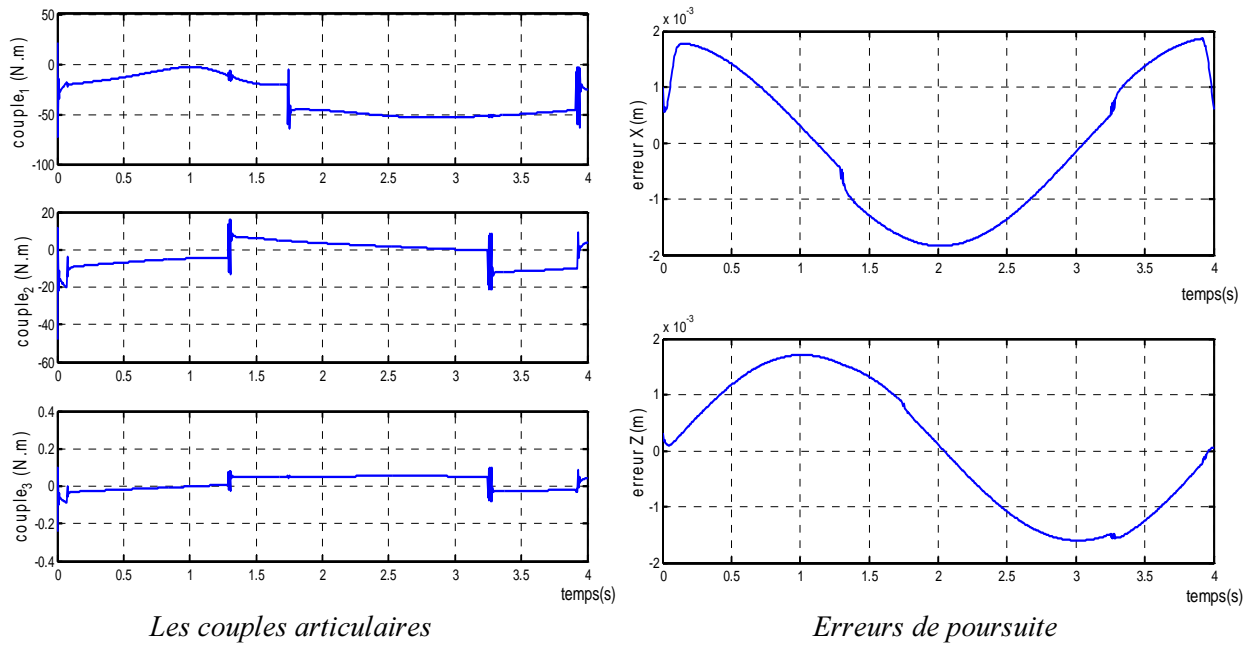 50
0
-50
-100
couple1 (N .m)
0 0.5 1 1.5 2 2.5 3 3.5 4
20
0
-20
-40
-60
couple2 (N .m)
0 0.5 1 1.5 2 2.5 3 3.5 4
0.4
0.2
0
-0.2
-0.4
couple3 (N .m)
0 0.5 1 1.5 2 2.5 3 3.5 4
temps(s)
Les couples articulaires
x 10-3
2
1
0
-1
-2
erreur X (m)
0 0.5 1 1.5 2 2.5 3 3.5 4
temps(s)
x 10-3
2
1
0
-1
-2
erreur Z (m)
0 0.5 1 1.5 2 2.5 3 3.5 4
temps(s)
Erreurs de poursuite